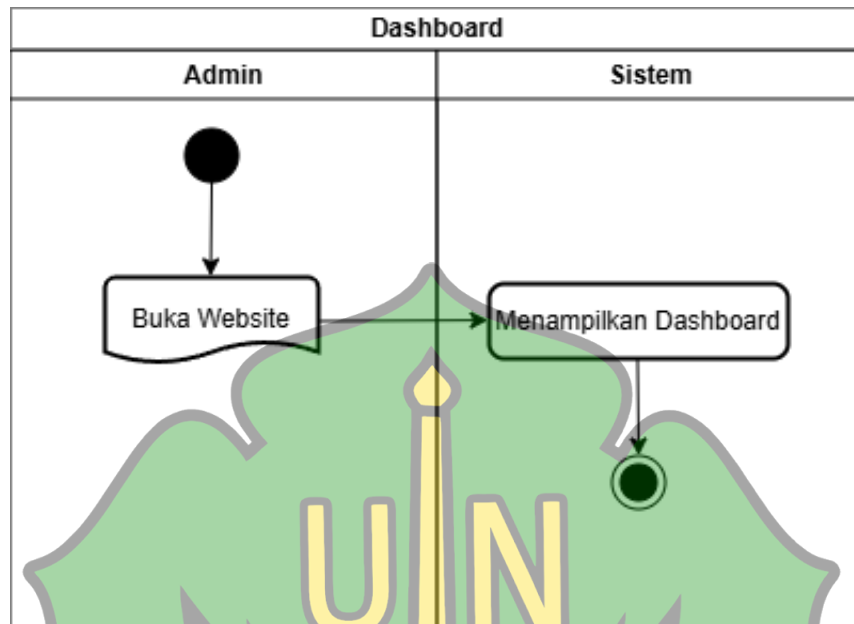 Dashboard
Admin
Sistem
Buka Website
Menampilkan Dashboard
UIN